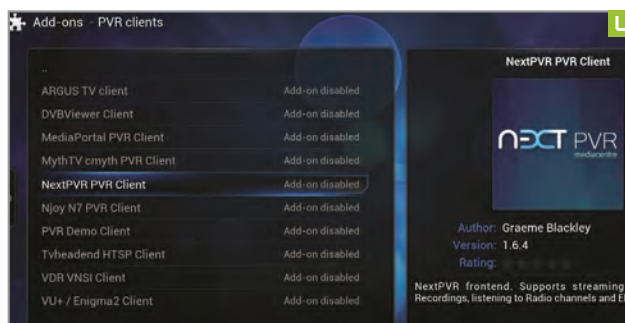 Add-ons - PVR clients
..
ARGUS TV client Add-on disabled
DVBViewer Client Add-on disabled
MediaPortal PVR Client Add-on disabled
MythTV cmyth PVR Client Add-on disabled
NextPVR PVR Client Add-on disabled
Njoy N7 PVR Client Add-on disabled
PVR Demo Client Add-on disabled
Tvheadend HTSP Client Add-on disabled
VDR VNSI Client Add-on disabled
VU+ / Enigma2 Client Add-on disabled
NextPVR PVR Client
NEXT PVR
mediacentre
Author: Graeme Blackley
Version: 1.6.4
Rating:
NextPVR frontend. Supports streaming
Recordings, listening to Radio channels and